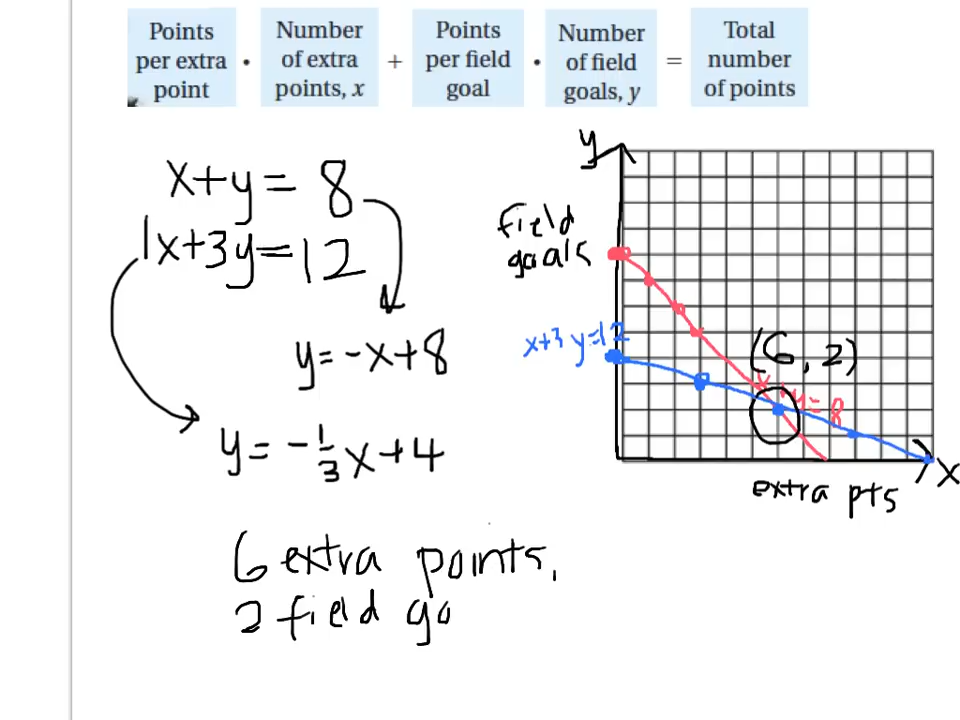 Points per extra point · Number of extra points, x + Points per field goal · Number of field goals, y = Total number of points
x+y = 8
1x+3y=12
y=-x+8
y= -1/3x+4
6 extra points,
2 field go
y
field
goals
x+3y=12
(6, 2)
x+y=8
x
extra pts